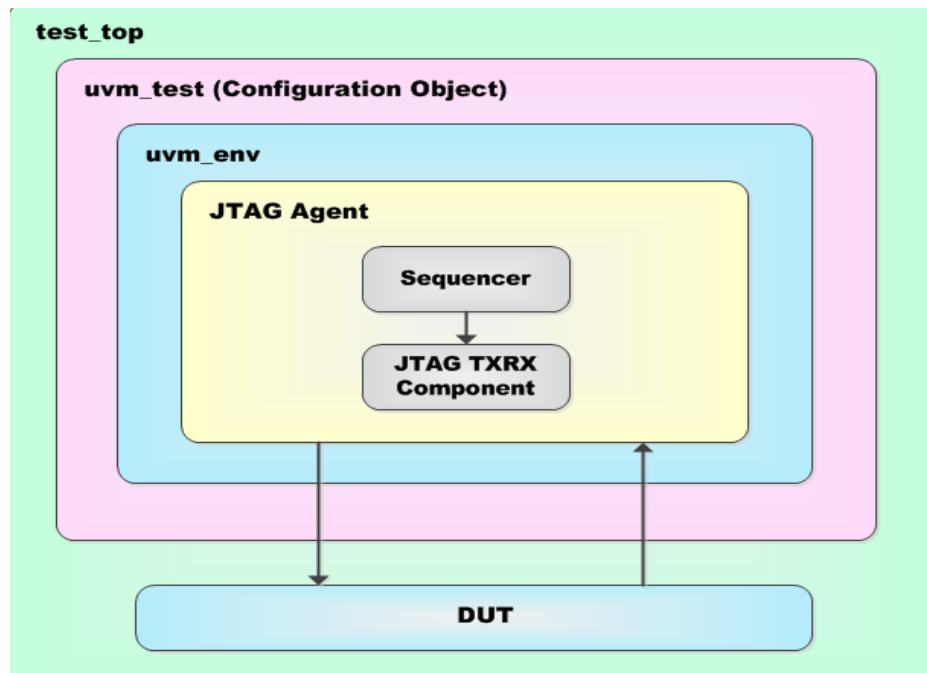 test_top
uvm_test (Configuration Object)
uvm_env
JTAG Agent
Sequencer
JTAG TXRX
Component
DUT